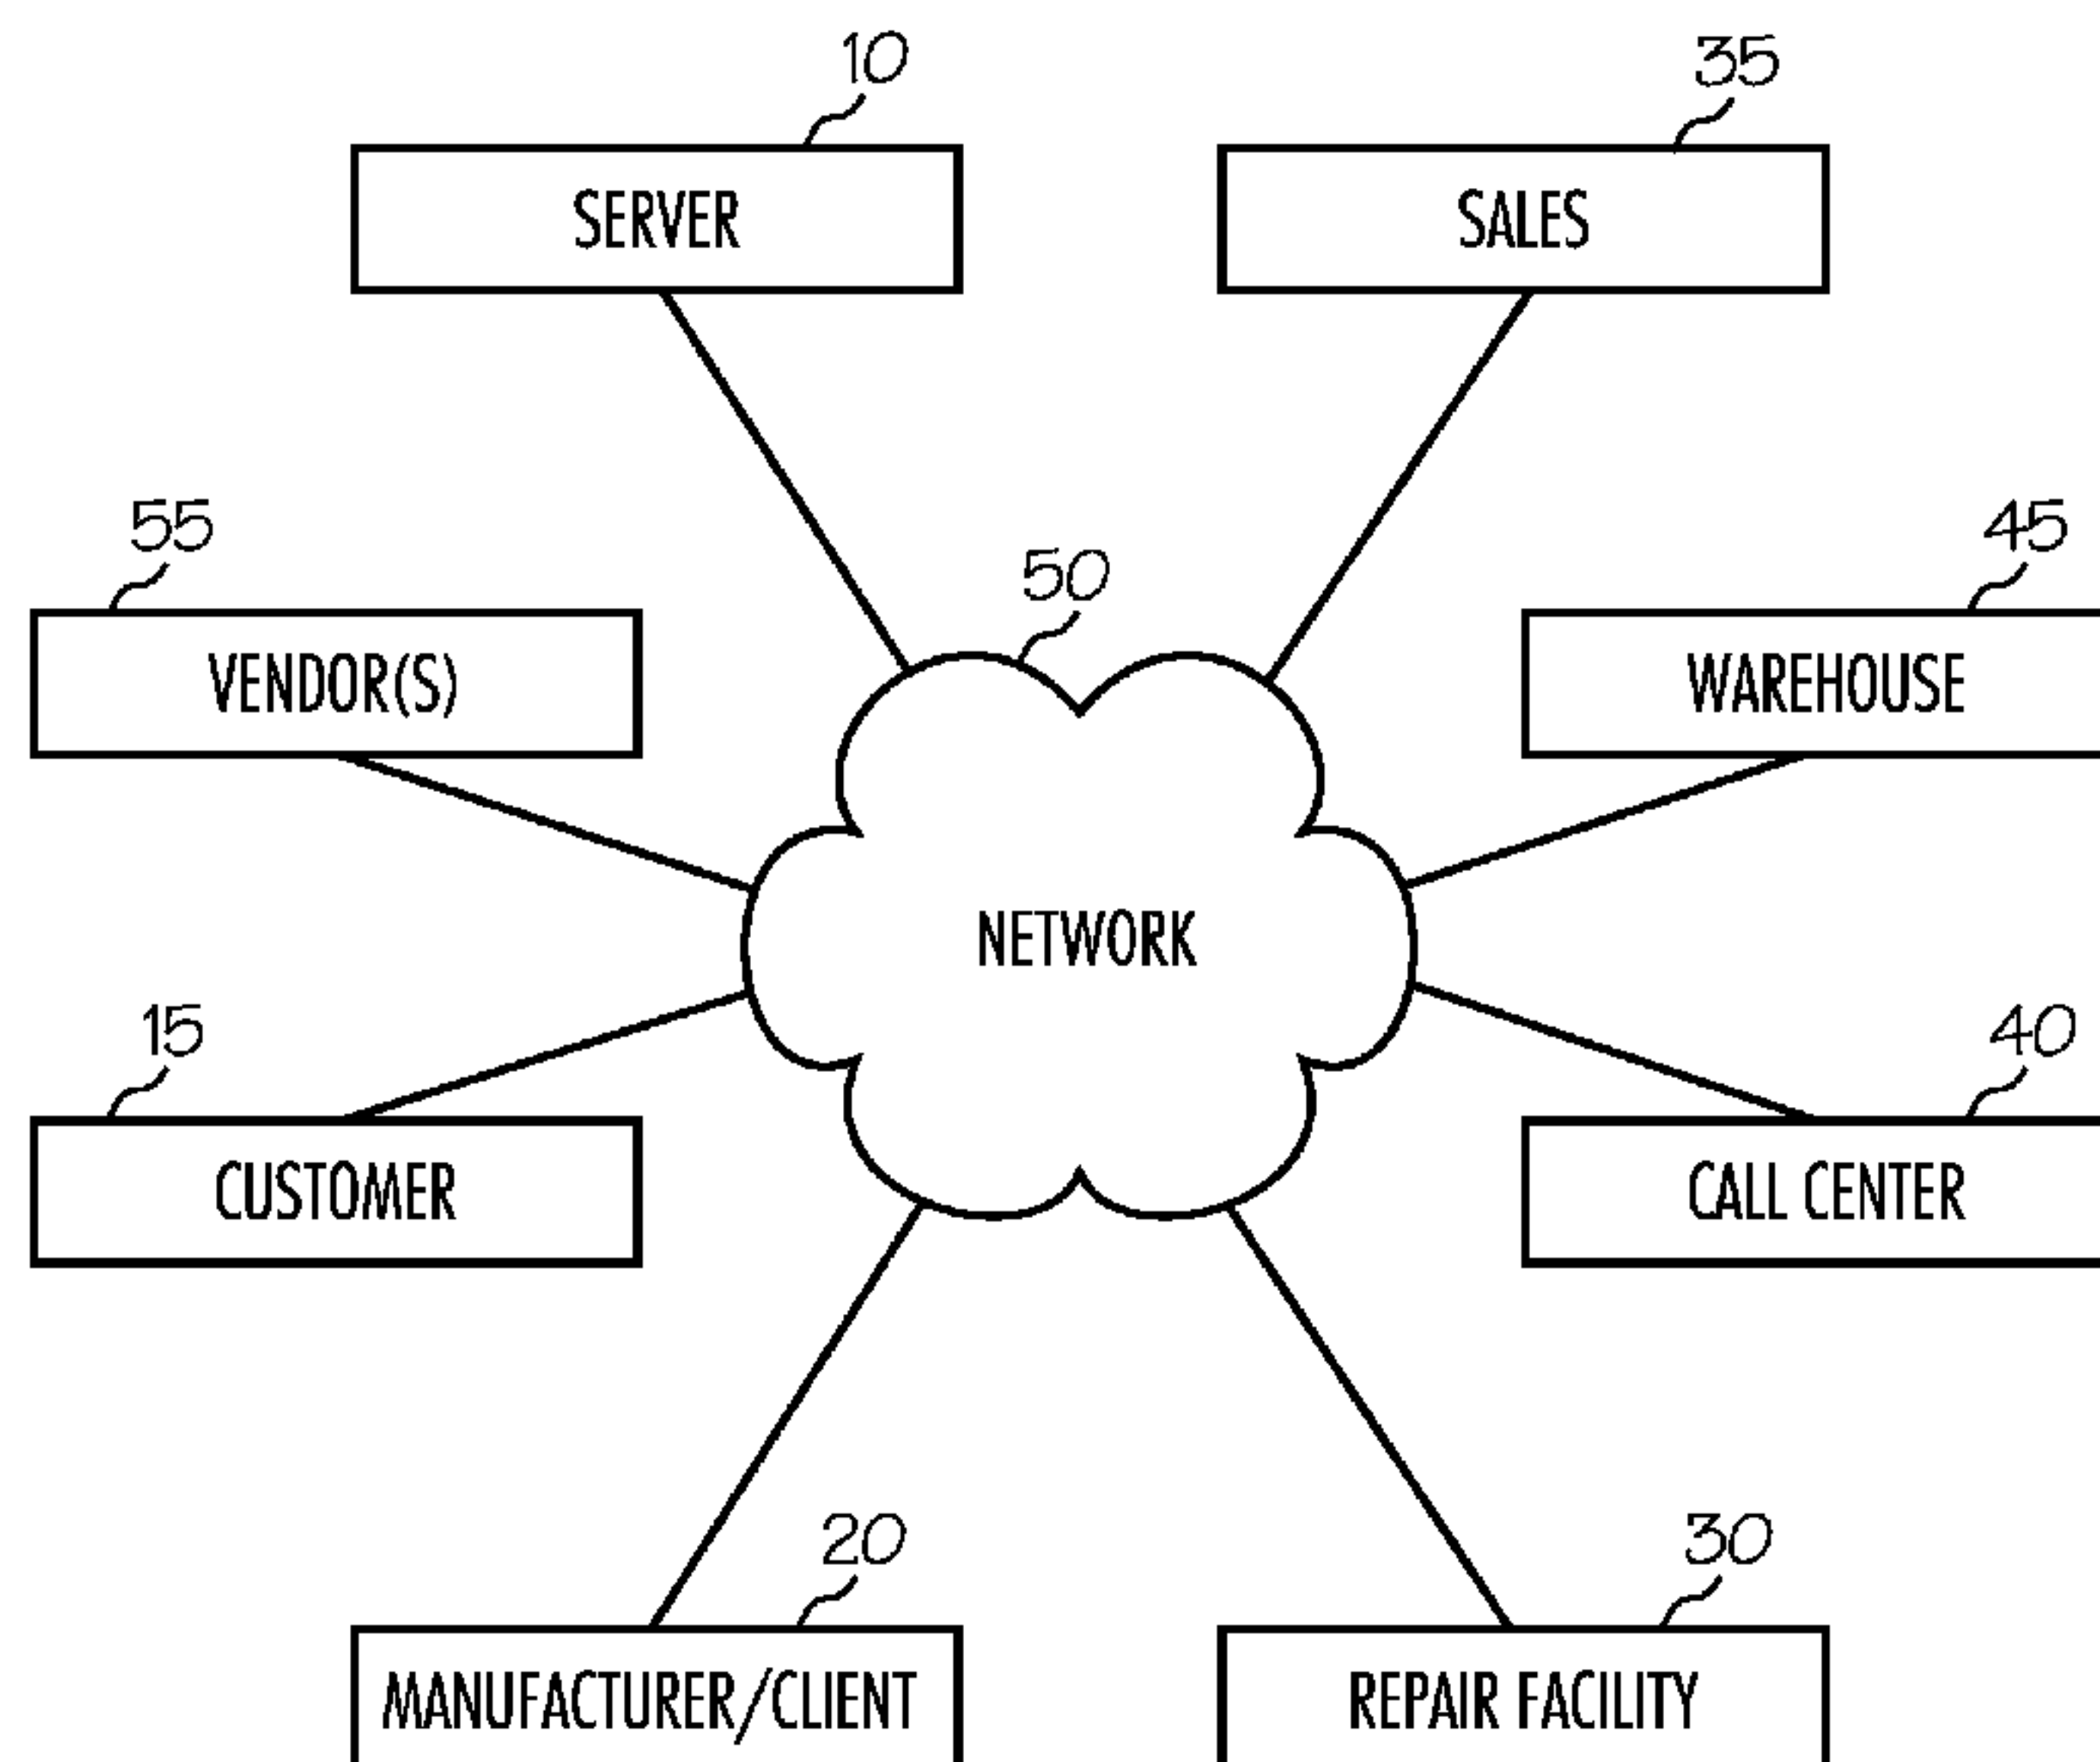 10
35
SERVER
SALES
55
50
45
VENDOR(S)
WAREHOUSE
NETWORK
15
40
CUSTOMER
CALL CENTER
20
30
MANUFACTURER/CLIENT
REPAIR FACILITY